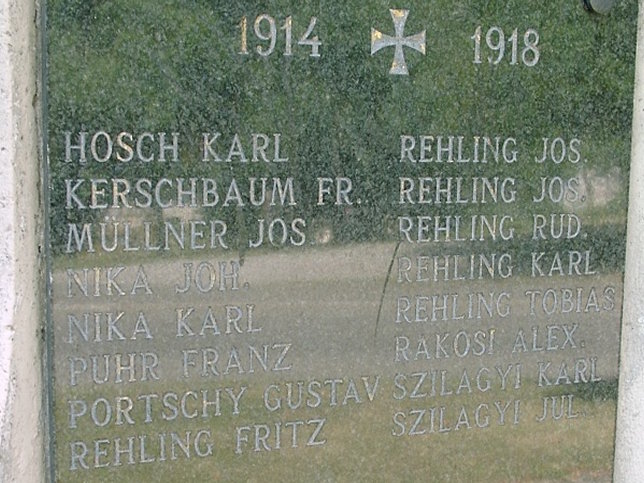 1914 1918
HOSCH KARL
KERSCHBAUM FR.
MÜLLNER JOS
NIKA JOH.
NIKA KARL
PUHR FRANZ
PORTSCHY GUSTAV
REHLING FRITZ
REHLING JOS.
REHLING JOS.
REHLING RUD.
REHLING KARL
REHLING TOBIAS
RÁKOSI ALEX.
SZILAGYI KARL
SZILAGYI JUL.